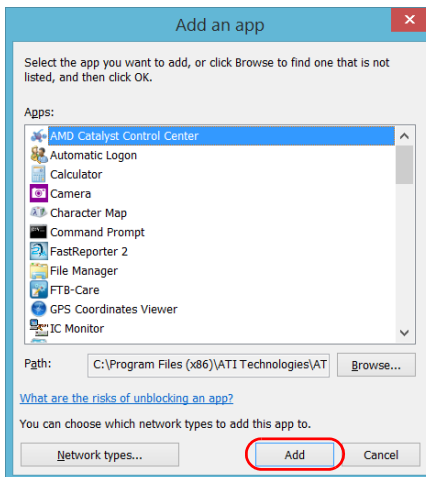 Add an app
Select the app you want to add, or click Browse to find one that is not
listed, and then click OK.
Apps:
AMD Catalyst Control Center
Automatic Logon
Calculator
Camera
Character Map
Command Prompt
FastReporter 2
File Manager
FTB-Care
GPS Coordinates Viewer
IC Monitor
Path: C:\Program Files (x86)\ATI Technologies\AT Browse...
What are the risks of unblocking an app?
You can choose which network types to add this app to.
Network types... Add Cancel